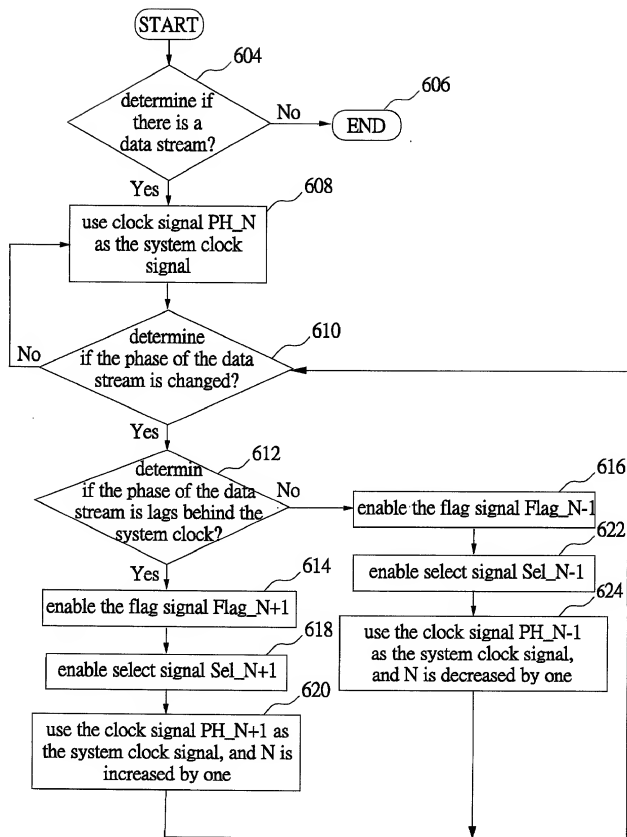 START
604
determine if
there is a
data stream?
No
606
END
Yes
608
use clock signal PH_N
as the system clock
signal
610
determine
if the phase of the data
stream is changed?
No
Yes
612
determin
if the phase of the data
stream is lags behind the
system clock?
No
616
enable the flag signal Flag_N-1
622
enable select signal Sel_N-1
624
use the clock signal PH_N-1
as the system clock signal,
and N is decreased by one
Yes
614
enable the flag signal Flag_N+1
618
enable select signal Sel_N+1
620
use the clock signal PH_N+1 as
the system clock signal, and N is
increased by one